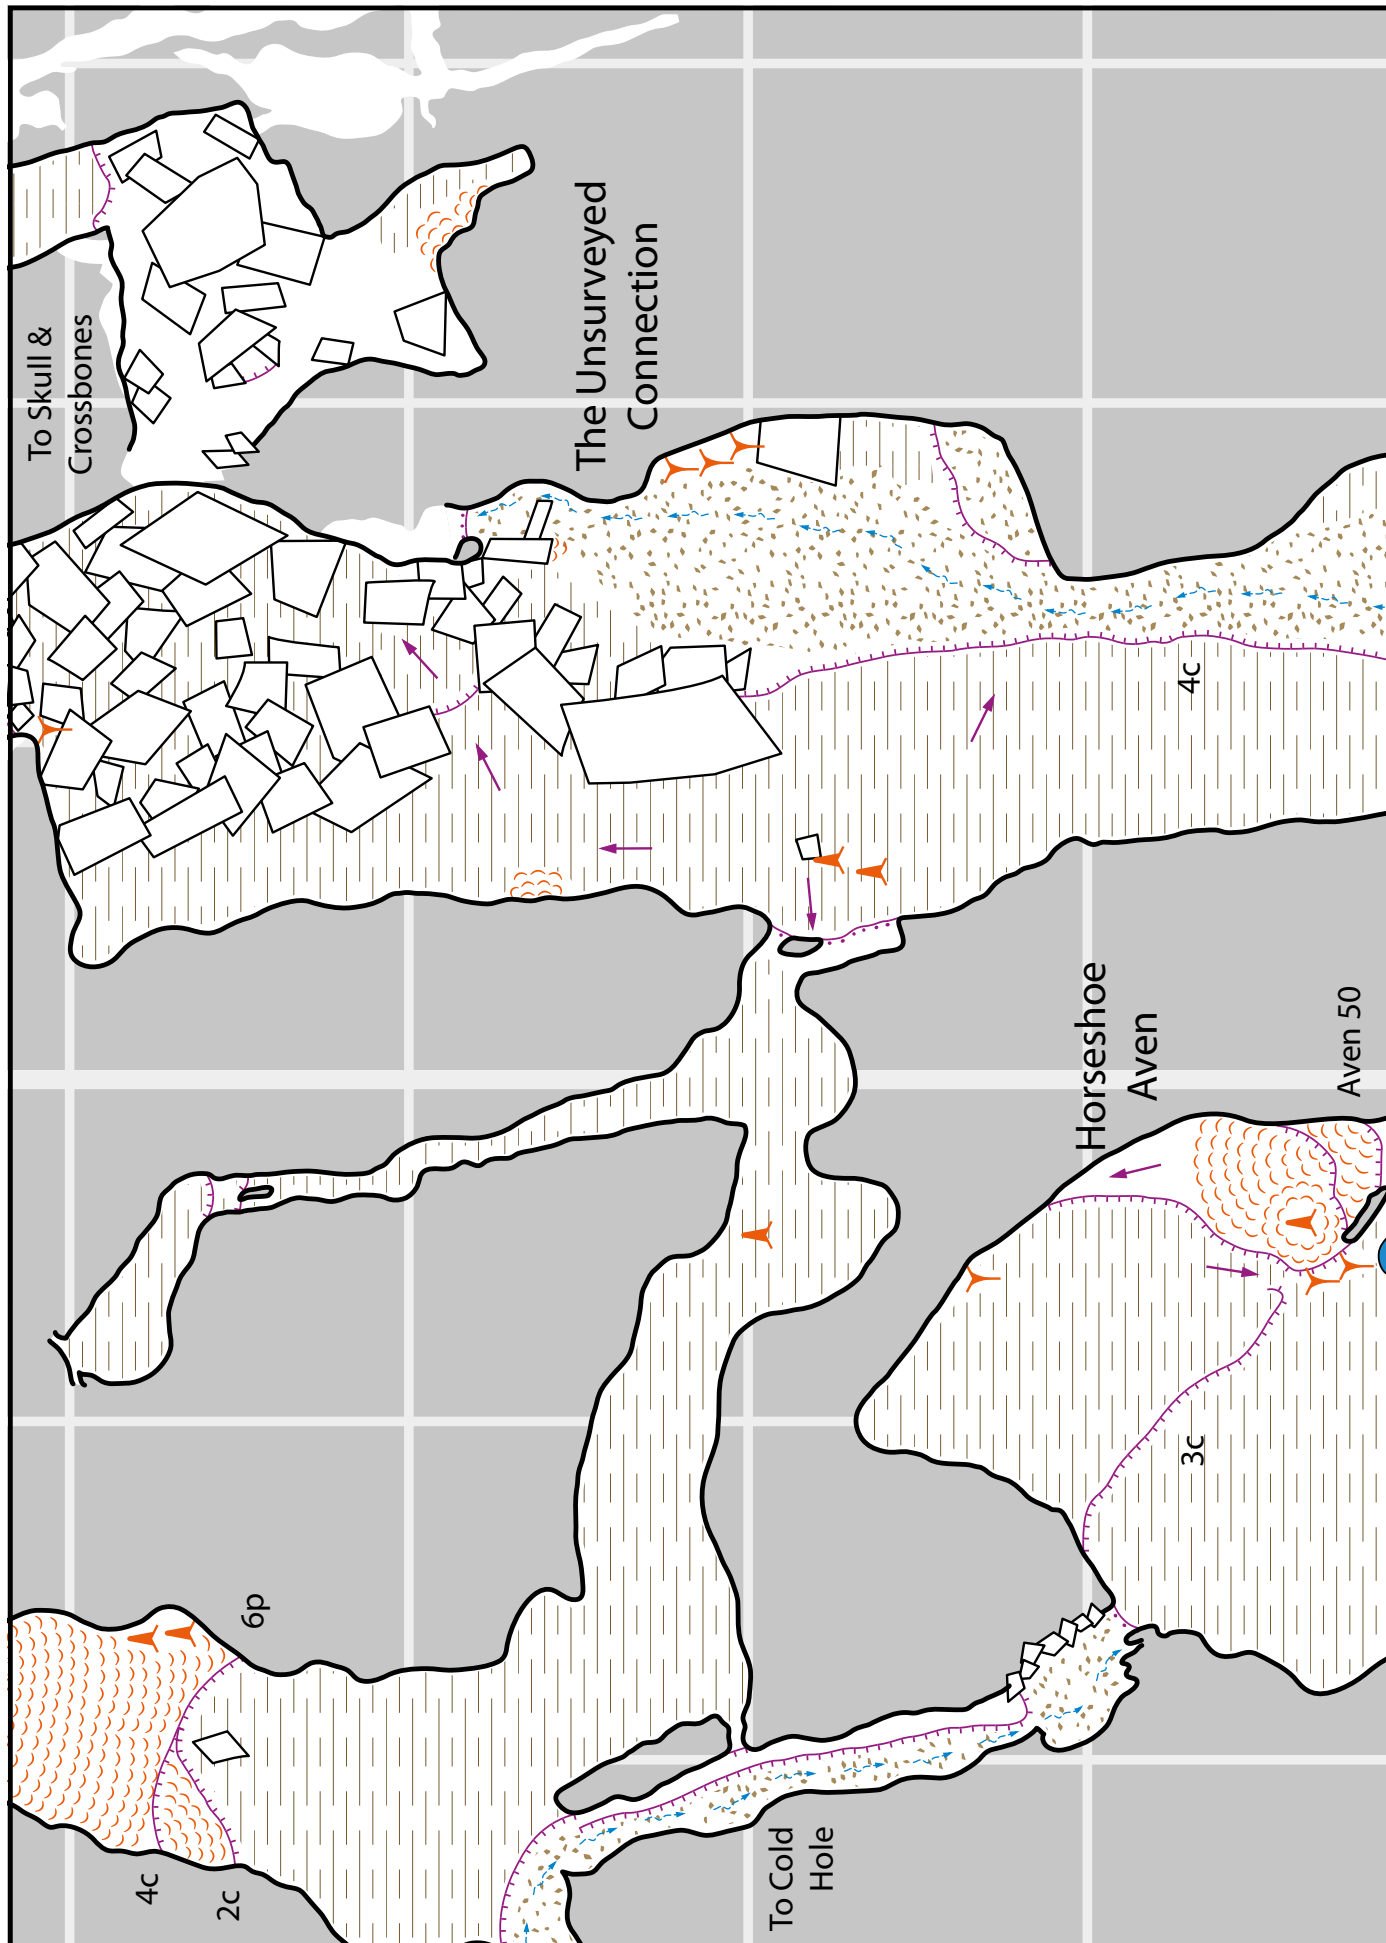 To Skull &
Crossbones
The Unsurveyed
Connection
4c
Horseshoe
Aven
Aven 50
3c
6p
4c
2c
To Cold
Hole